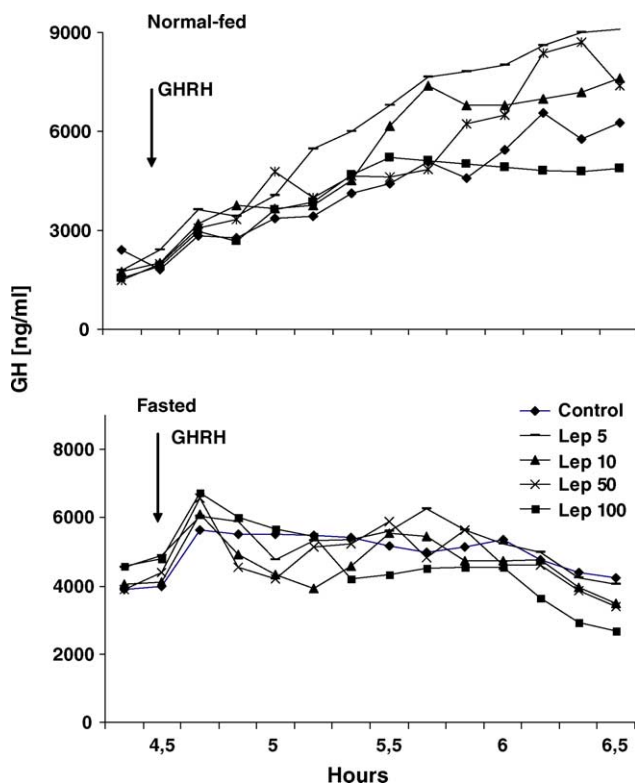 Normal-fed
9000
GHRH
6000
3000
0
GH [ng/ml]
Fasted
GHRH
8000
6000
4000
2000
0
Control
Lep 5
Lep 10
Lep 50
Lep 100
4,5 5 5,5 6 6,5
Hours